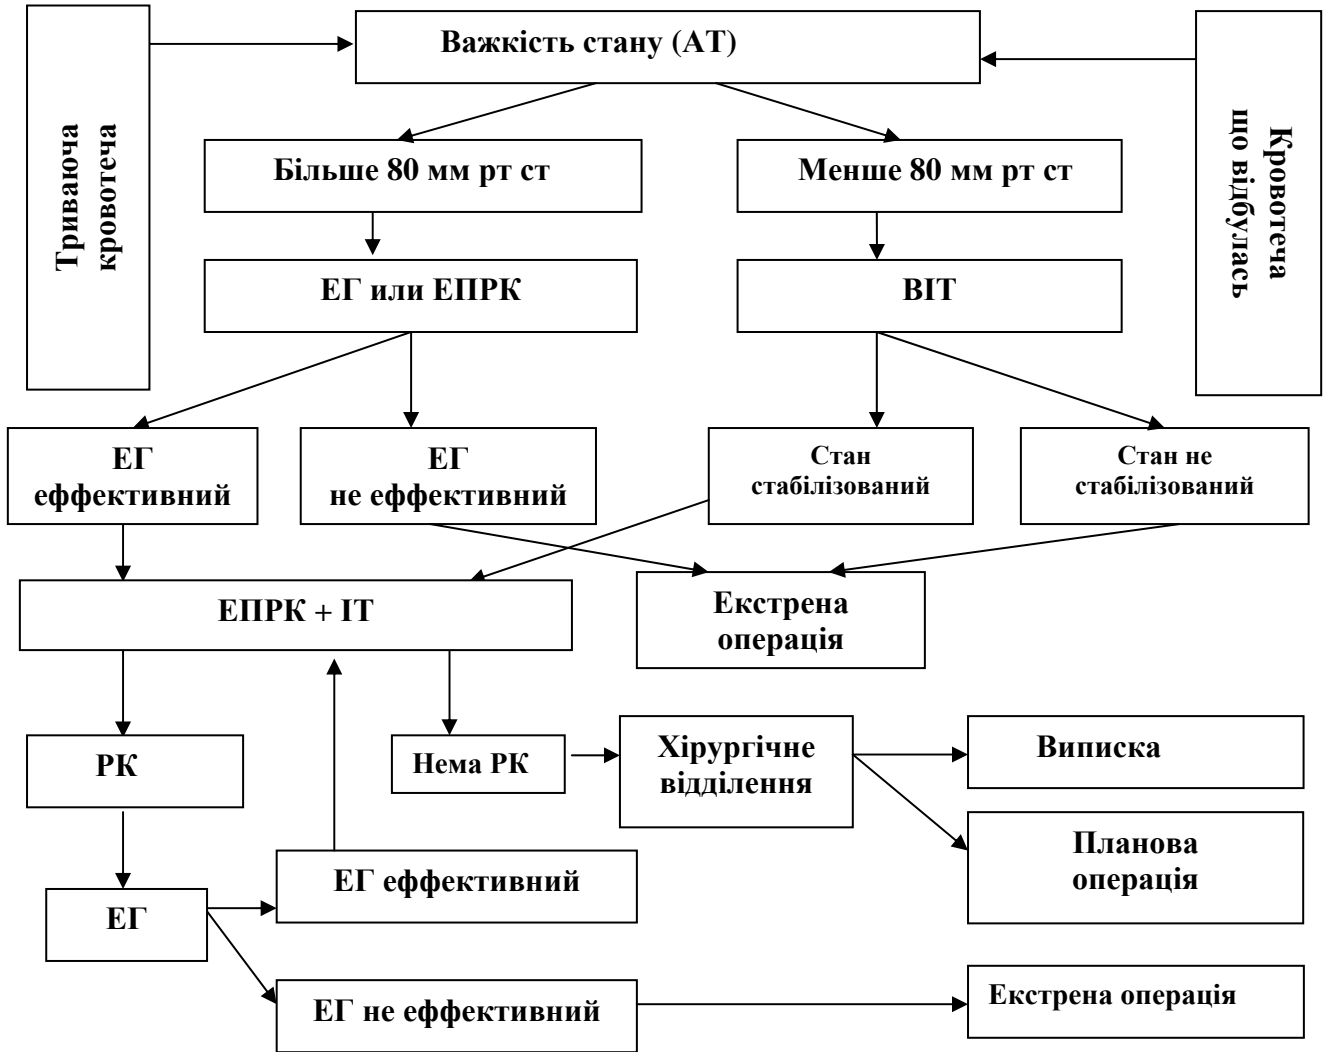 Важкість стану (АТ)
Триваюча
кровотеча
Кровотеча
що відбулась
Більше 80 мм рт ст
Менше 80 мм рт ст
ЕГ или ЕПРК
ВІТ
ЕГ
еффективний
ЕГ
не еффективний
Стан
стабілізований
Стан не
стабілізований
ЕПРК + ІТ
Екстрена
операція
РК
Нема РК
Хірургічне
відділення
Виписка
Планова
операція
ЕГ еффективний
ЕГ
ЕГ не еффективний
Екстрена операція